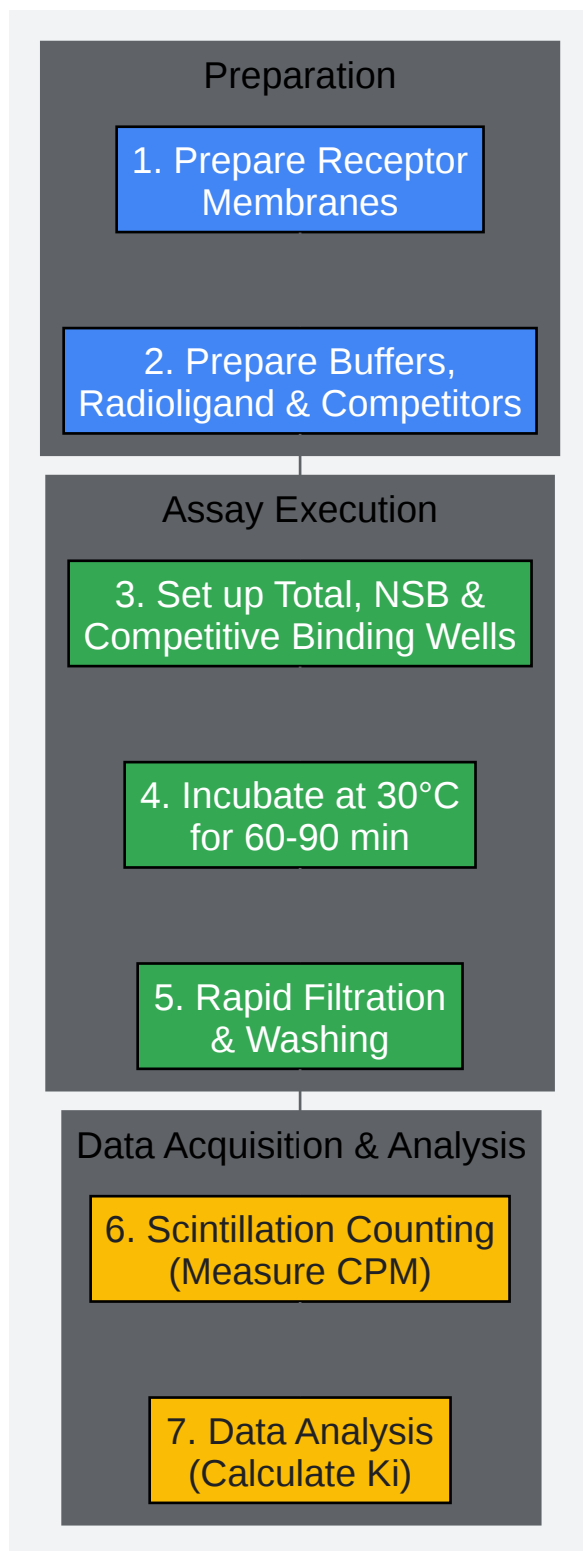 Preparation
1. Prepare Receptor
Membranes
2. Prepare Buffers,
Radioligand & Competitors
Assay Execution
3. Set up Total, NSB &
Competitive Binding Wells
4. Incubate at 30°C
for 60-90 min
5. Rapid Filtration
& Washing
Data Acquisition & Analysis
6. Scintillation Counting
(Measure CPM)
7. Data Analysis
(Calculate Ki)